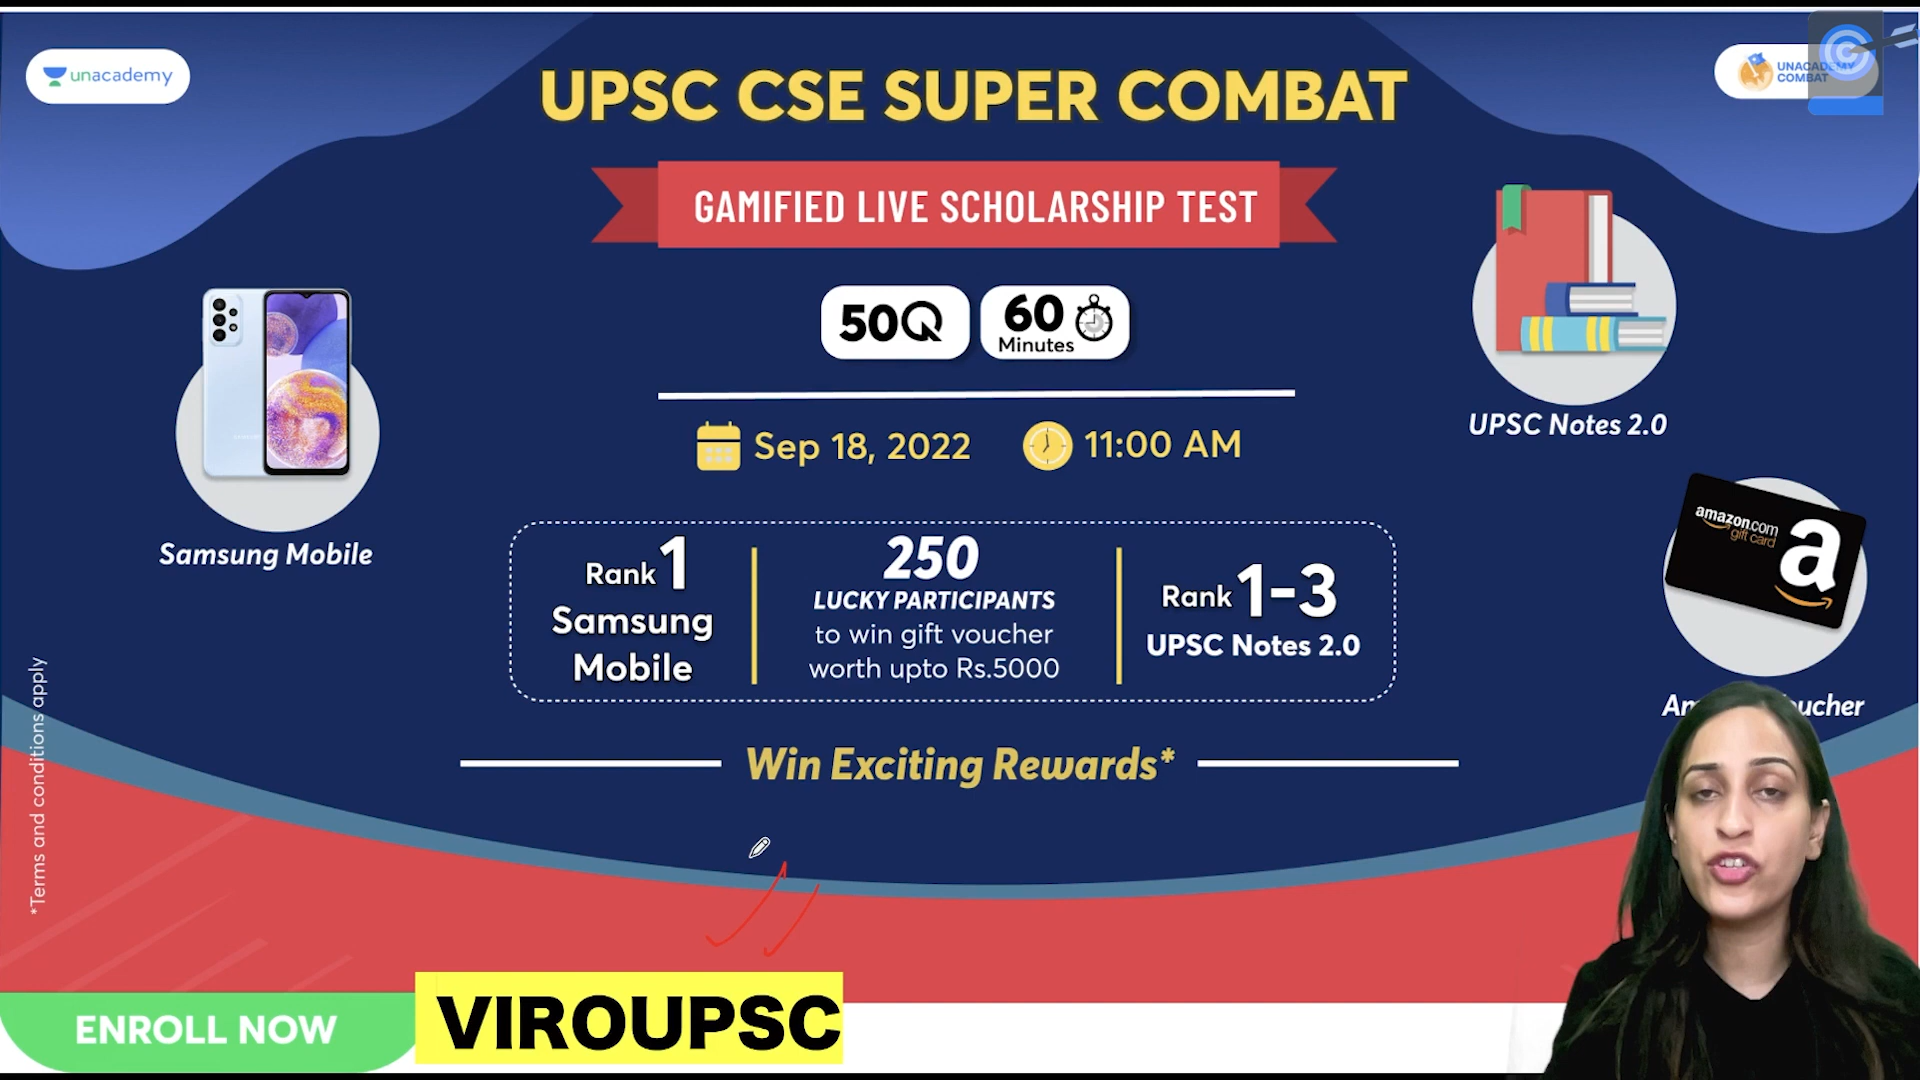 unacademy
UNACADEMY
COMBAT
UPSC CSE SUPER COMBAT
GAMIFIED LIVE SCHOLARSHIP TEST
50Q
60
Minutes
Sep 18, 2022
11:00 AM
Samsung Mobile
UPSC Notes 2.0
amazon.com
gift card
a
Rank 1
Samsung
Mobile
250
LUCKY PARTICIPANTS
to win gift voucher
worth upto Rs.5000
Rank 1-3
UPSC Notes 2.0
Win Exciting Rewards*
*Terms and conditions apply
ENROLL NOW
VIROUPSC